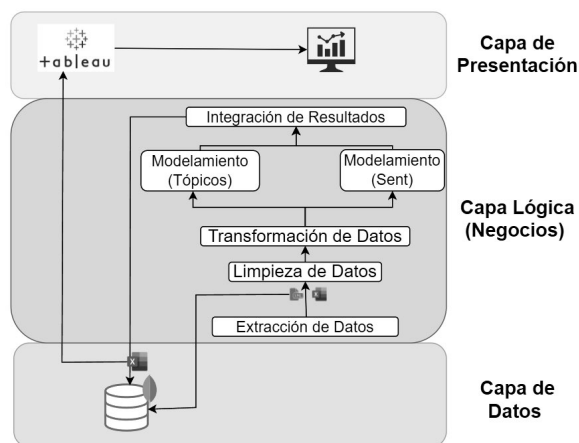 +ableau
Capa de
Presentación
Integración de Resultados
Modelamiento
(Tópicos)
Modelamiento
(Sent)
Capa Lógica
(Negocios)
Transformación de Datos
Limpieza de Datos
Extracción de Datos
X
Capa de
Datos